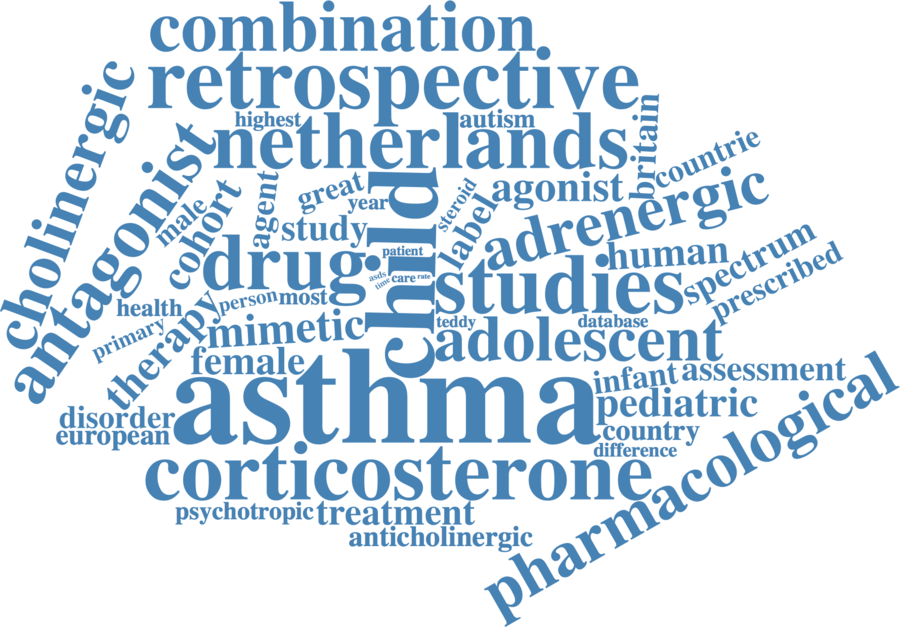 combination
retrospective
highest
autism
netherlands
britain
countrie
cholinergic
antagonist
male
cohort
agent
great
year
child
steroid
label
agonist
adrenergic
study
patient
human
drug
asds
time
care
rate
studies
spectrum
prescribed
health
person
most
primary
therapy
mimetic
teddy
database
adolescent
female
asthma
infant
assessment
pediatric
disorder
european
country
difference
corticosterone
pharmacological
psychotropic
treatment
anticholinergic